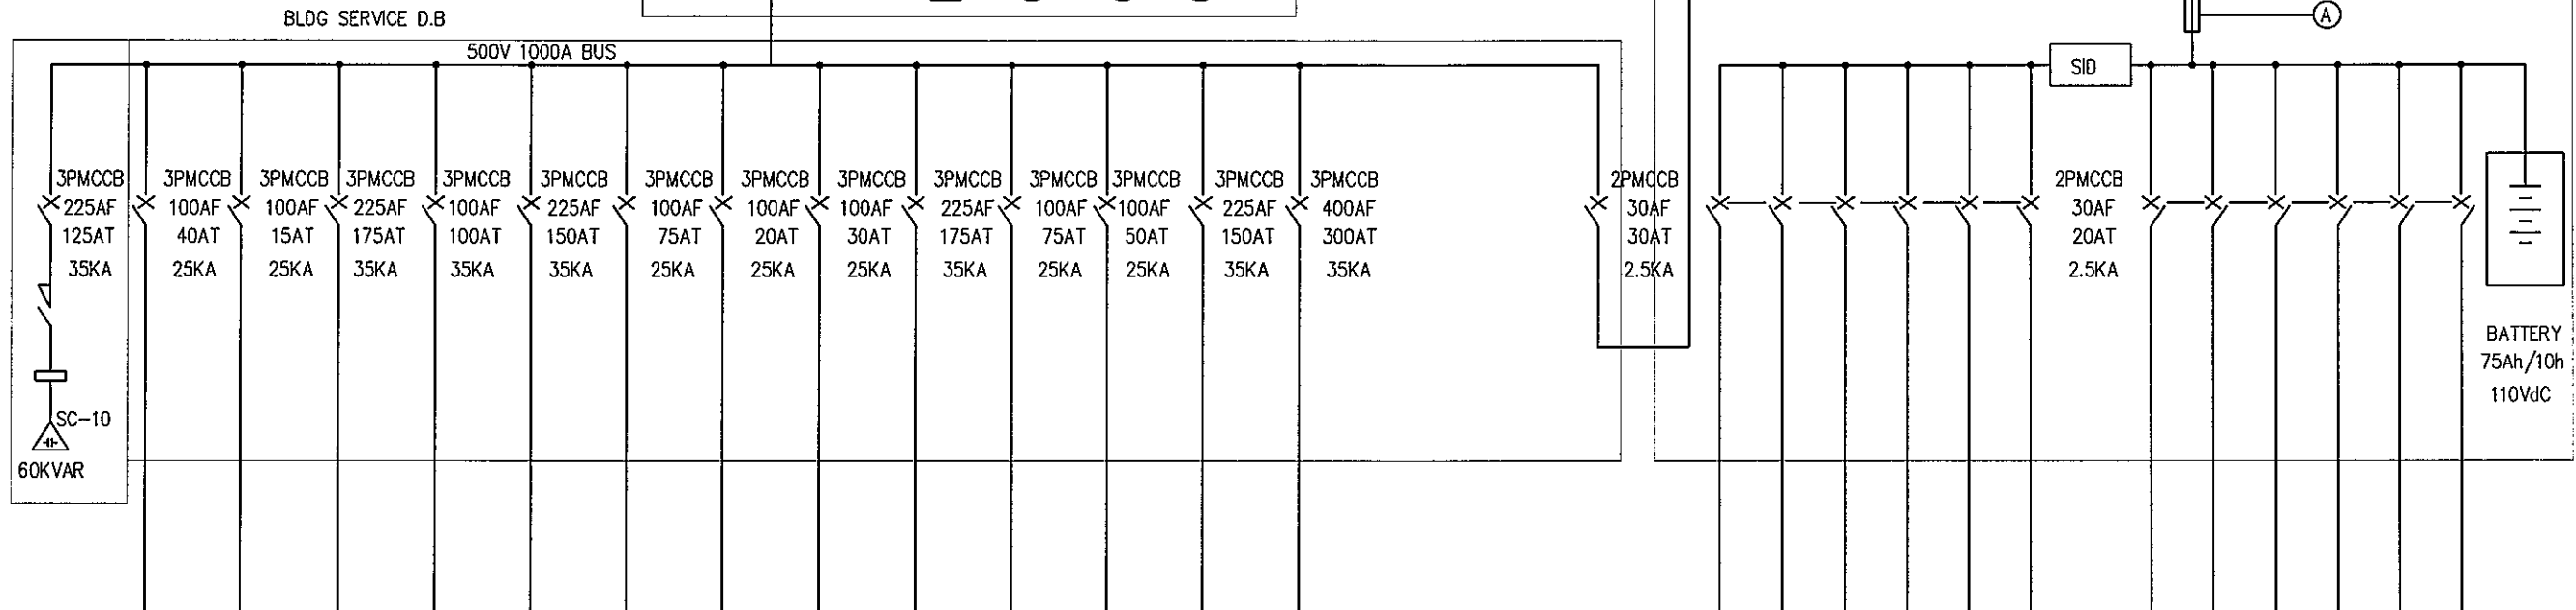 BLDG SERVICE D.B
A
500V 1000A BUS
SID
3PMCCB
225AF
125AT
35KA
3PMCCB
100AF
40AT
25KA
3PMCCB
100AF
15AT
25KA
3PMCCB
225AF
175AT
35KA
3PMCCB
100AF
100AT
35KA
3PMCCB
225AF
150AT
35KA
3PMCCB
100AF
75AT
25KA
3PMCCB
100AF
20AT
25KA
3PMCCB
100AF
30AT
25KA
3PMCCB
225AF
175AT
35KA
3PMCCB
100AF
75AT
25KA
3PMCCB
100AF
50AT
25KA
3PMCCB
225AF
150AT
35KA
3PMCCB
400AF
300AT
35KA
2PMCCB
30AF
30AT
2.5KA
2PMCCB
30AF
20AT
2.5KA
BATTERY
75Ah/10h
110VdC
SC-10
60KVAR